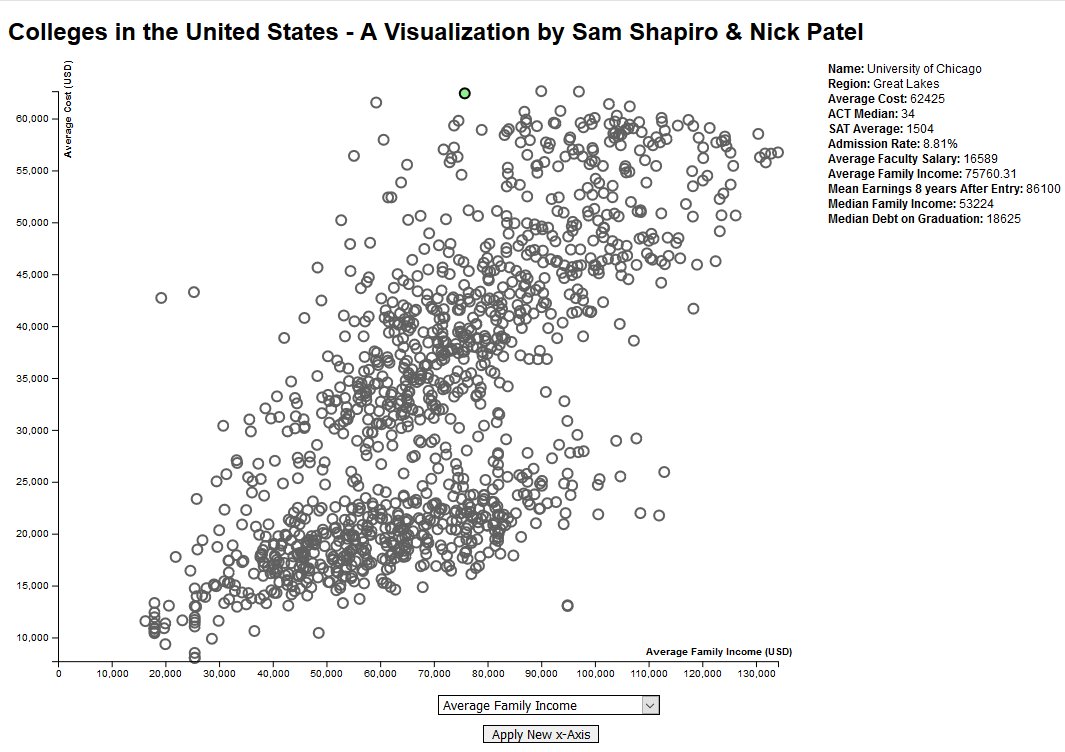 Colleges in the United States - A Visualization by Sam Shapiro & Nick Patel
Average Cost (USD)
60,000
55,000
50,000
45,000
40,000
35,000
30,000
25,000
20,000
15,000
10,000
Average Family Income (USD)
0 10,000 20,000 30,000 40,000 50,000 60,000 70,000 80,000 90,000 100,000 110,000 120,000 130,000
Name: University of Chicago
Region: Great Lakes
Average Cost: 62425
ACT Median: 34
SAT Average: 1504
Admission Rate: 8.81%
Average Faculty Salary: 16589
Average Family Income: 75760.31
Mean Earnings 8 years After Entry: 86100
Median Family Income: 53224
Median Debt on Graduation: 18625
Average Family Income
Apply New x-Axis